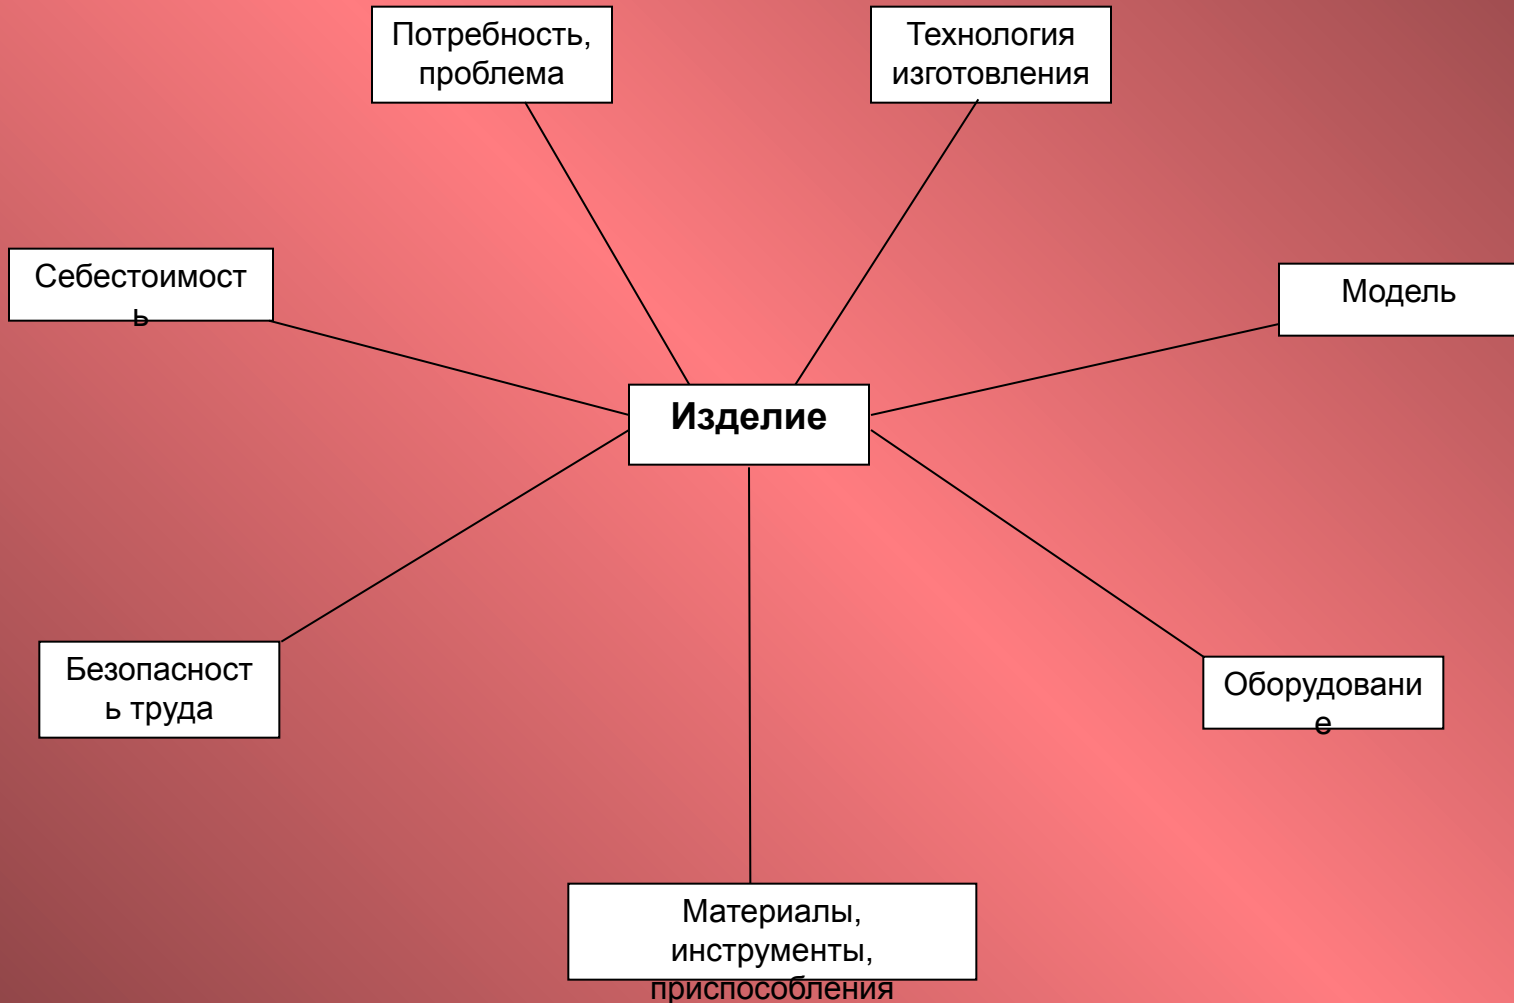 Потребность,
проблема
Технология
изготовления
Себестоимост
ь
Модель
Изделие
Безопасност
ь труда
Оборудовани
е
Материалы,
инструменты,
приспособления